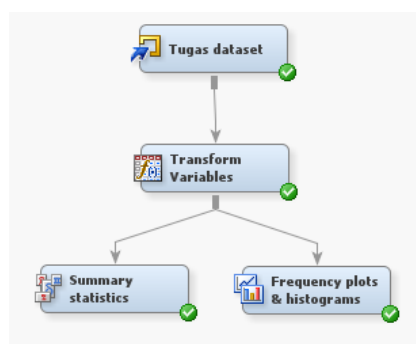 Tugas dataset
Transform
Variables
Summary
statistics
Frequency plots
& histograms